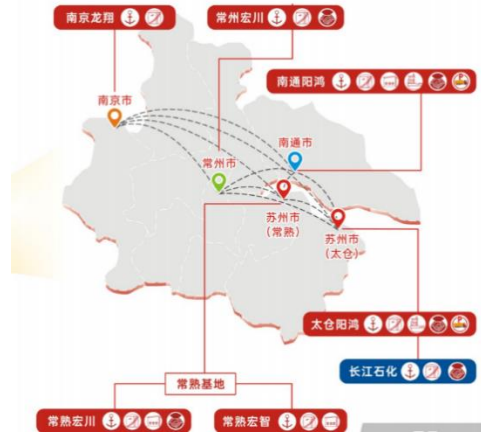 南京龙翔
常州宏川
南通阳鸿
南京市
南通市
常州市
苏州市
（常熟）
苏州市
（太仓）
太仓阳鸿
长江石化
常熟基地
常熟宏川
常熟宏智